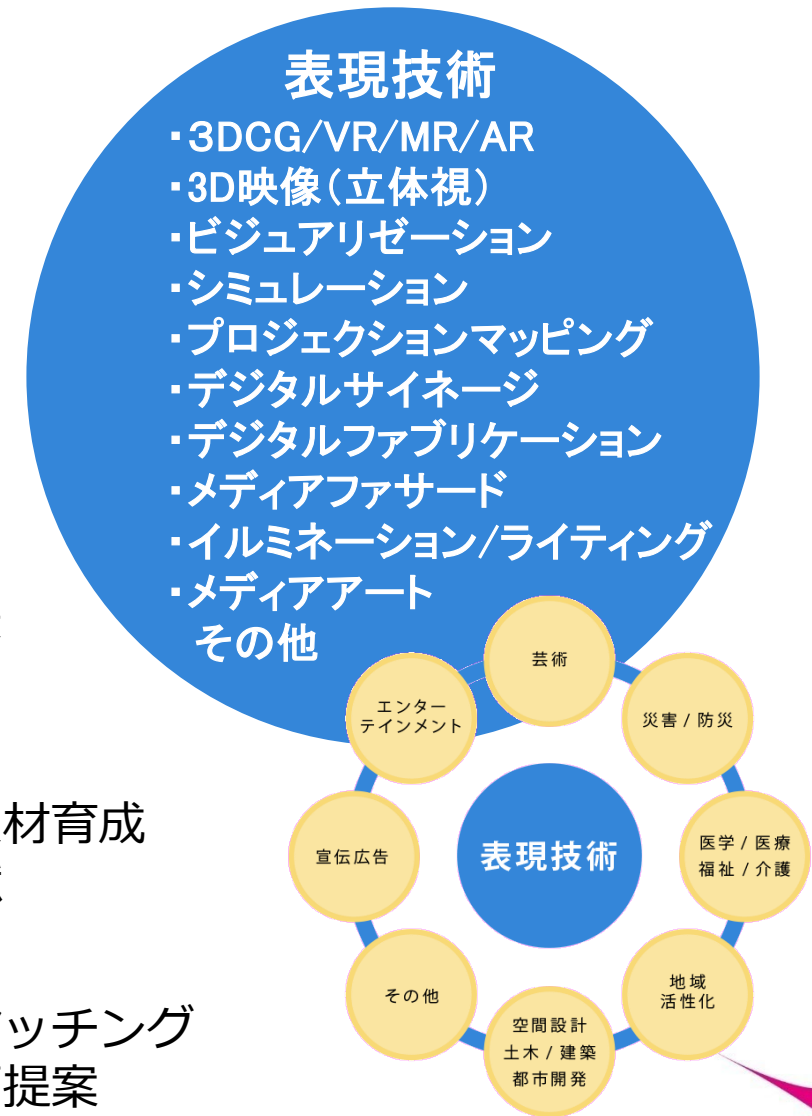 表現技術
・3DCG/VR/MR/AR
・3D映像（立体視）
・ビジュアリゼーション
・シミュレーション
・プロジェクションマッピング
・デジタルサイネージ
・デジタルファブリケーション
・メディアファサード
・イルミネーション/ライティング
・メディアアート
その他
芸術
エンター
テインメント
災害 / 防災
材育成
宣伝広告
表現技術
医学 / 医療
福祉 / 介護
その他
地域
活性化
ッチング
空間設計
土木 / 建築
都市開発
提案